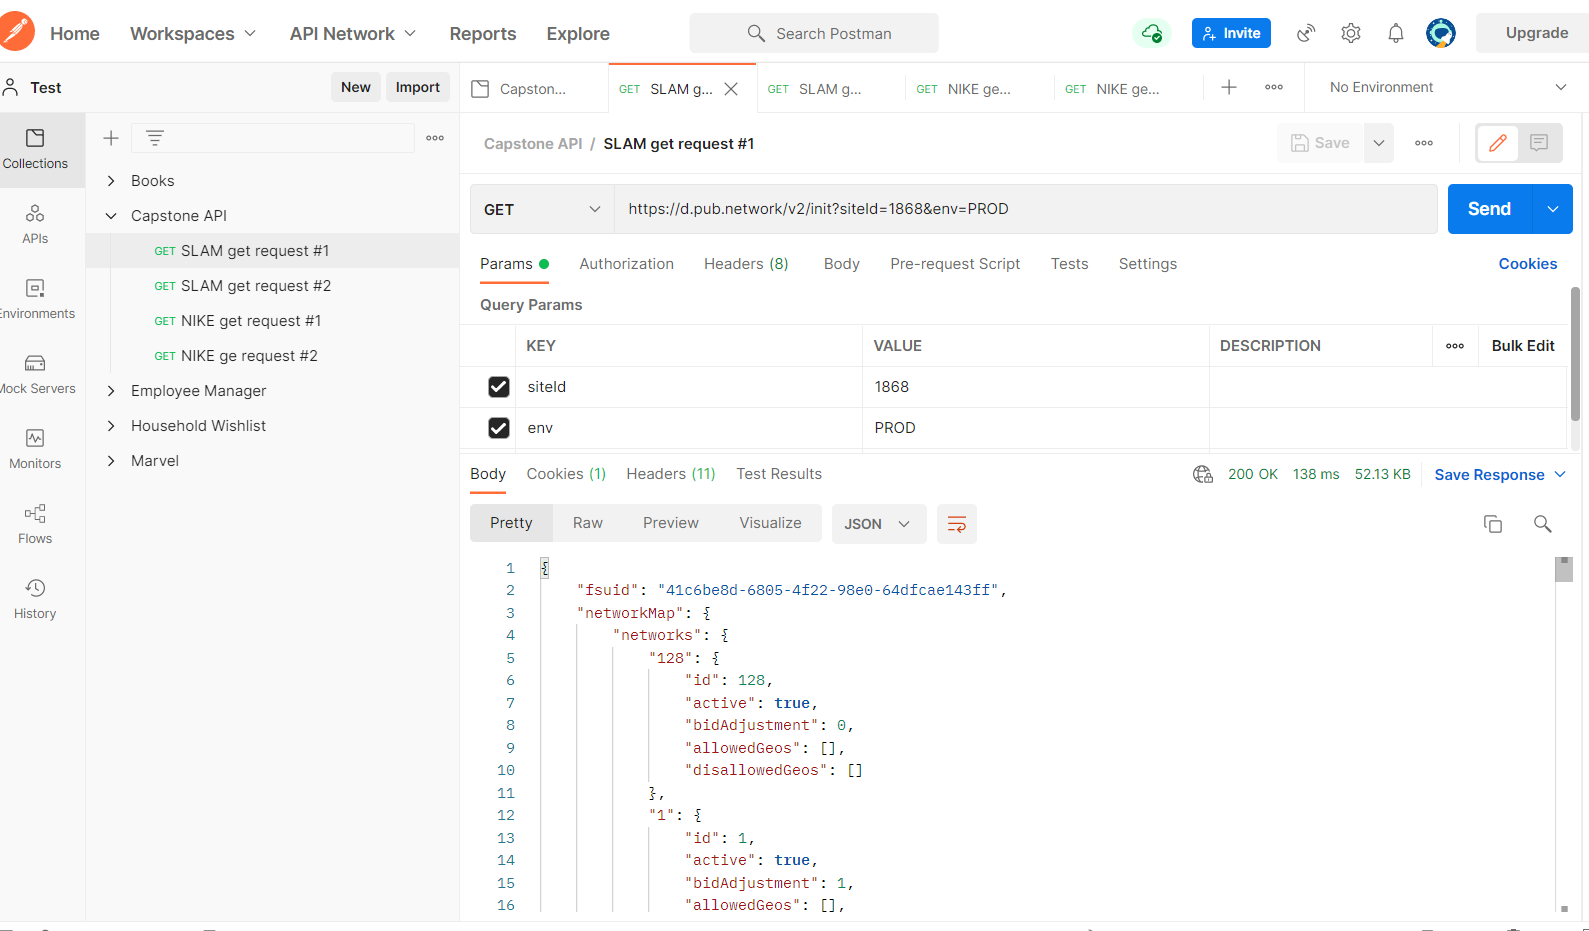 Home Workspaces API Network Reports Explore Search Postman Invite Upgrade
Test New Import Capston... GET SLAM g... GET SLAM g... GET NIKE ge... GET NIKE ge... No Environment
Collections
APIs
Environments
Mock Servers
Monitors
Flows
History
Books
Capstone API
GET SLAM get request #1
GET SLAM get request #2
GET NIKE get request #1
GET NIKE ge request #2
Employee Manager
Household Wishlist
Marvel
Capstone API / SLAM get request #1 Save
GET https://d.pub.network/v2/init?siteId=1868&env=PROD Send
Params Authorization Headers (8) Body Pre-request Script Tests Settings Cookies
Query Params
KEY VALUE DESCRIPTION Bulk Edit
siteId 1868
env PROD
Body Cookies (1) Headers (11) Test Results 200 OK 138 ms 52.13 KB Save Response
Pretty Raw Preview Visualize JSON
1 {
2 "fsuid": "41c6be8d-6805-4f22-98e0-64dfcae143ff",
3 "networkMap": {
4 "networks": {
5 "128": {
6 "id": 128,
7 "active": true,
8 "bidAdjustment": 0,
9 "allowedGeos": [],
10 "disallowedGeos": []
11 },
12 "1": {
13 "id": 1,
14 "active": true,
15 "bidAdjustment": 1,
16 "allowedGeos": [],